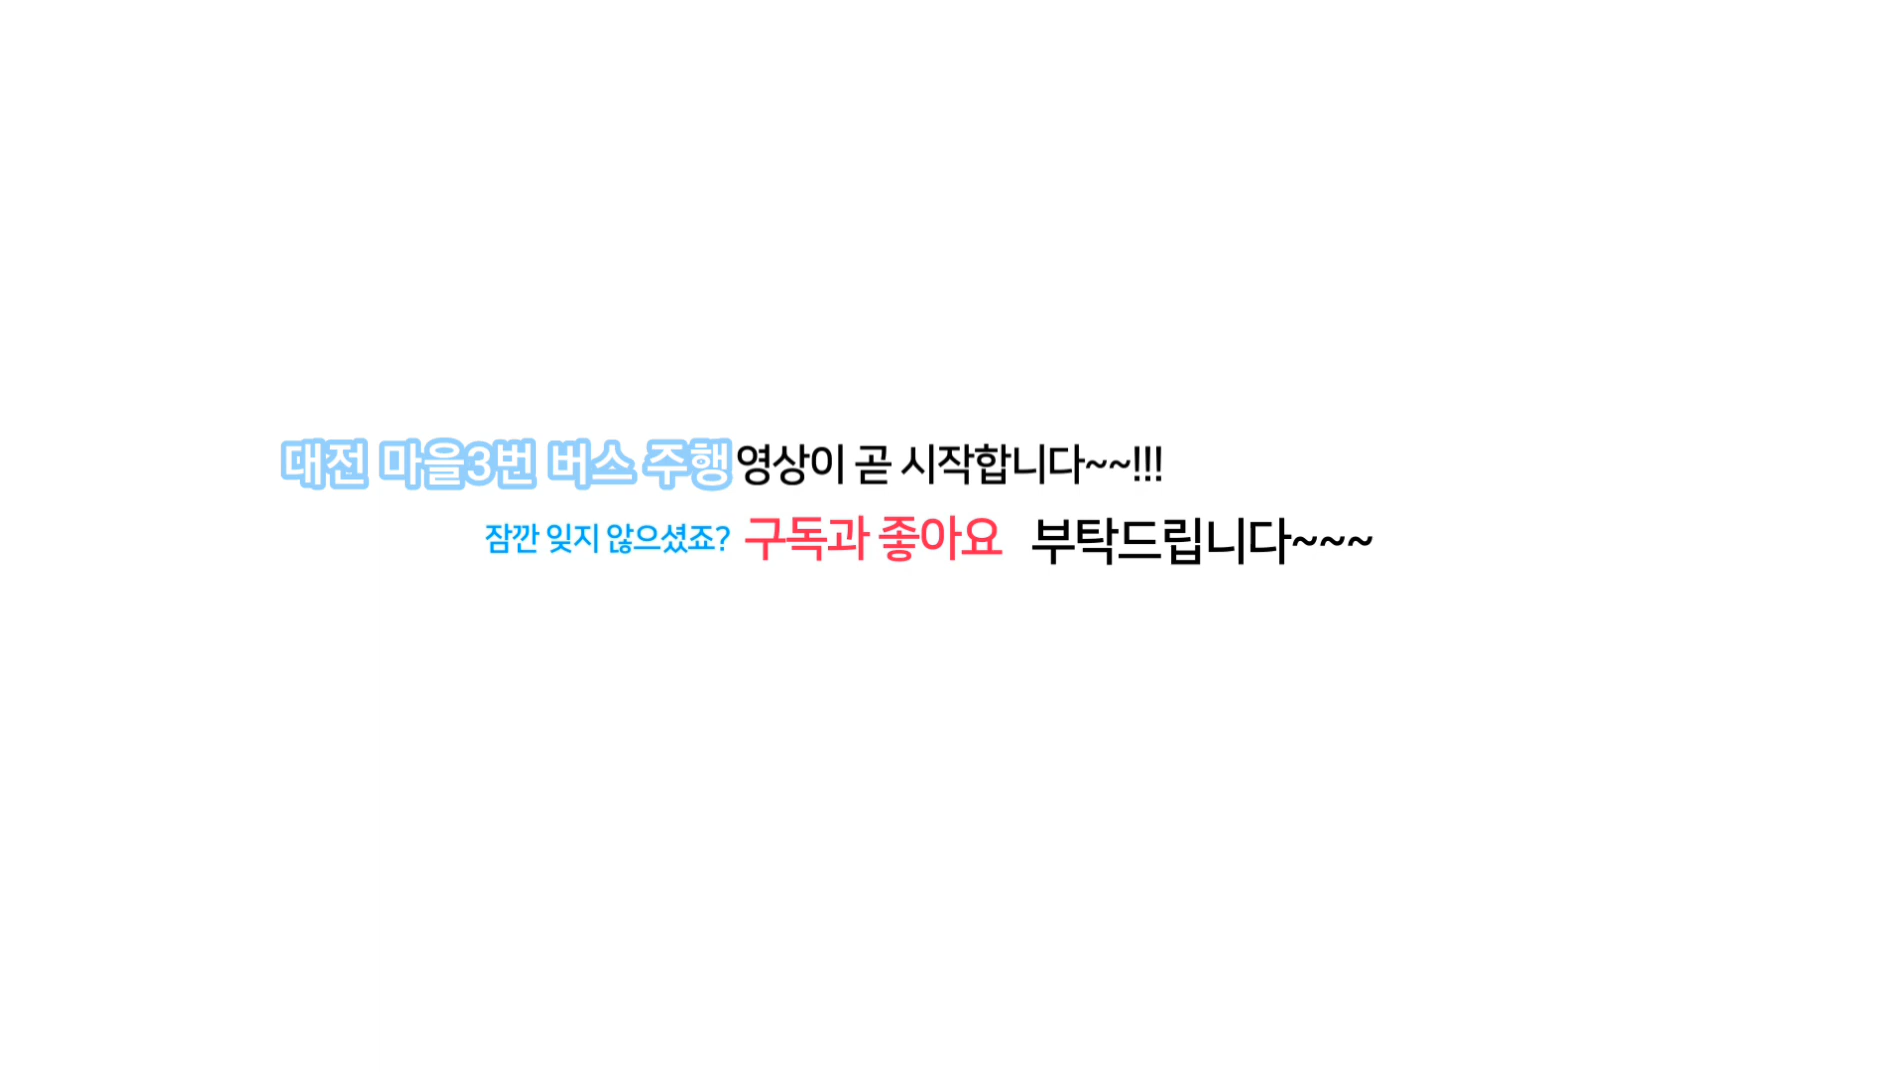 대전 마을3번 버스 주행 영상이 곧 시작합니다~~!!!
잠깐 잊지 않으셨죠? 구독과 좋아요 부탁드립니다~~~